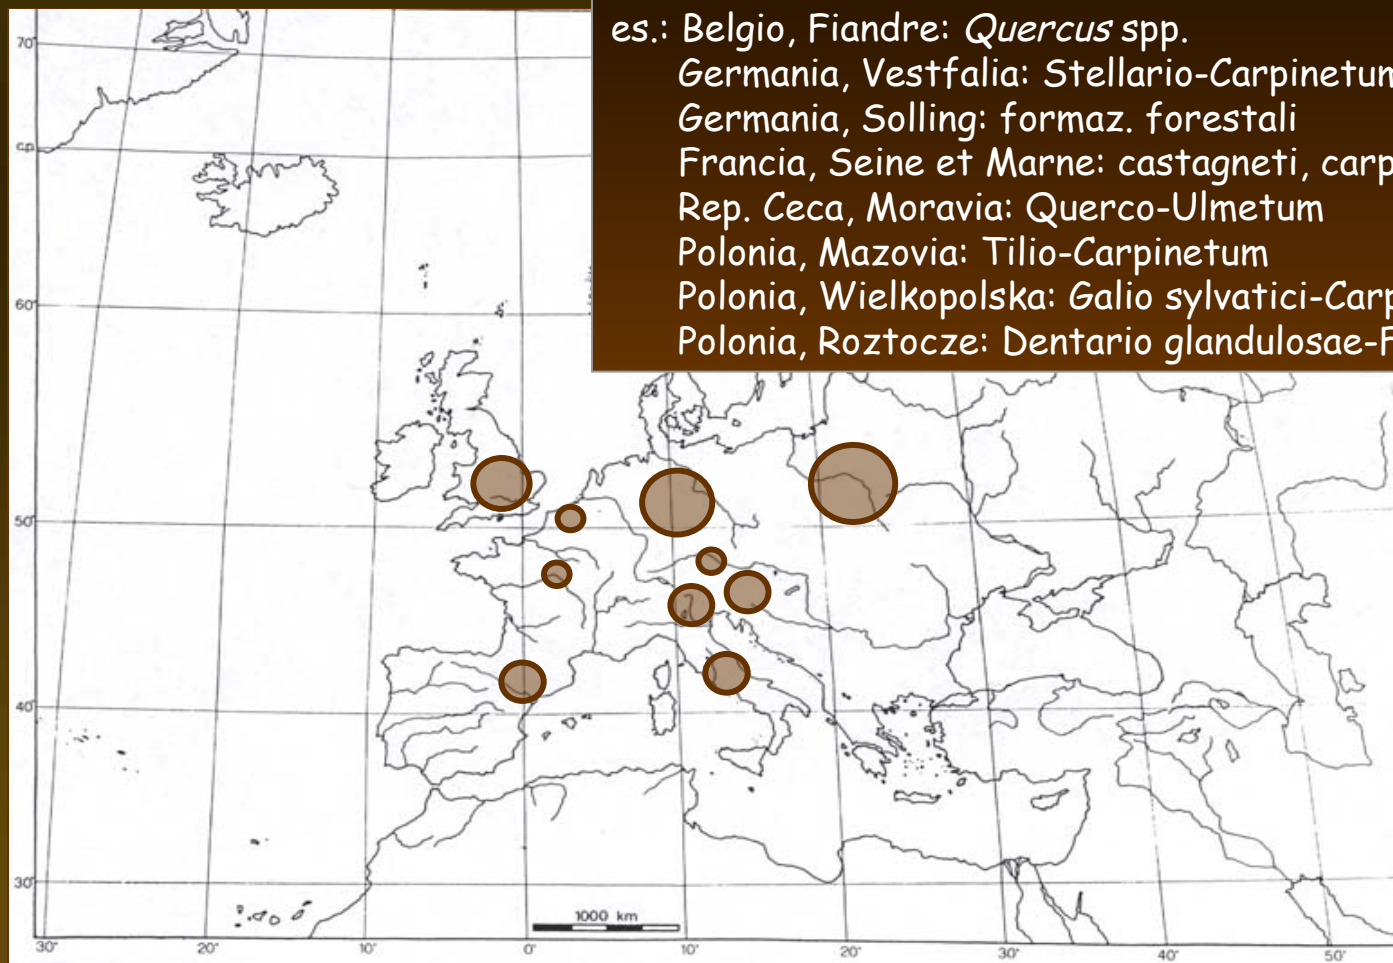 es.: Belgio, Fiandre: Quercus spp.
Germania, Vestfalia: Stellario-Carpinetum
Germania, Solling: formaz. forestali
Francia, Seine et Marne: castagneti, carp
Rep. Ceca, Moravia: Querco-Ulmetum
Polonia, Mazovia: Tilio-Carpinetum
Polonia, Wielkopolska: Galio sylvatici-Carp
Polonia, Roztocze: Dentario glandulosae-F
70°
c.p.
60°
50°
40°
30°
1000 km
30° 20° 10° 0° 10° 20° 30° 40° 50°